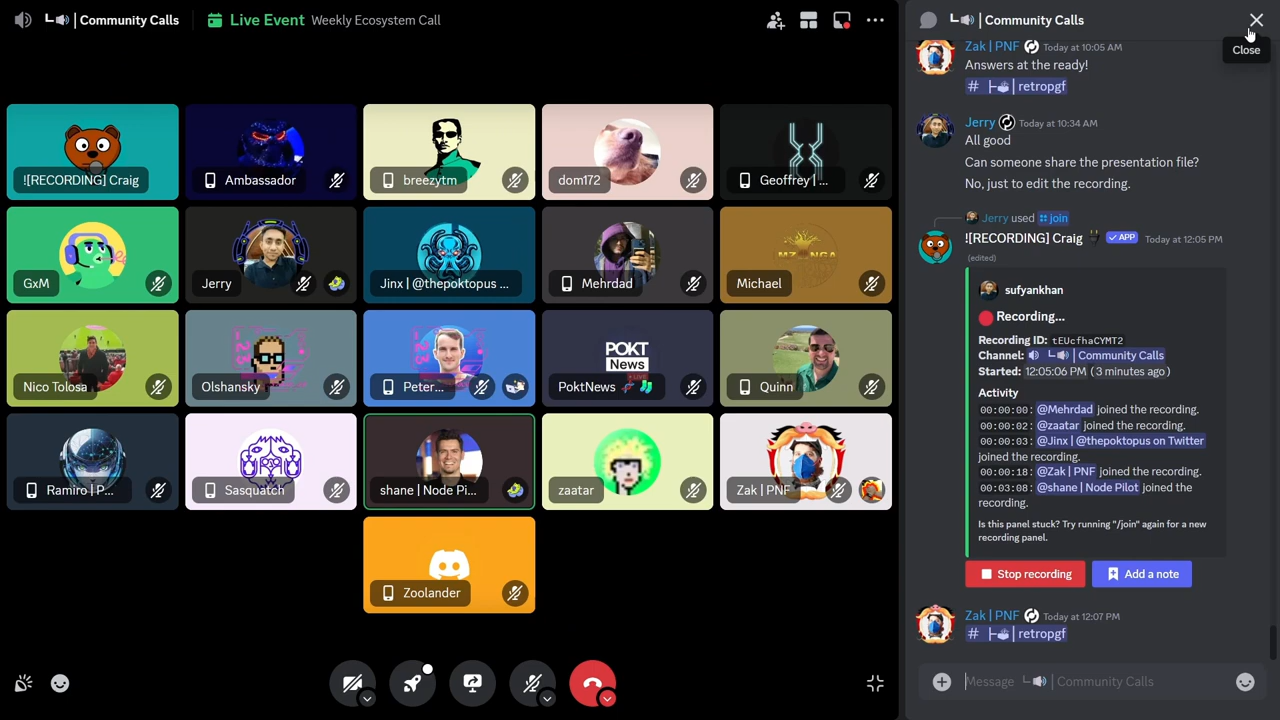 Community Calls
Live Event Weekly Ecosystem Call
Community Calls
Close
Zak | PNF Today at 10:05 AM
Answers at the ready!
# | retropgf
Jerry Today at 10:34 AM
All good
Can someone share the presentation file?
No, just to edit the recording.
Jerry used join
![RECORDING] Craig APP Today at 12:05 PM
(edited)
sufyankhan
Recording...
Recording ID: tEUcfhaCYMT2
Channel: | Community Calls
Started: 12:05:06 PM (3 minutes ago)
Activity
00:00:00: @Mehrdad joined the recording.
00:00:02: @zaatar joined the recording.
00:00:03: @Jinx | @thepoktopus on Twitter
joined the recording.
00:00:18: @Zak | PNF joined the recording.
00:03:08: @shane | Node Pilot joined the
recording.
Is this panel stuck? Try running "/join" again for a new
recording panel.
Stop recording Add a note
Zak | PNF Today at 12:07 PM
# | retropgf
Message | Community Calls
![RECORDING] Craig
Ambassador
breezytm
dom172
Geoffrey | ...
GxM
Jerry
Jinx | @thepoktopus ...
Mehrdad
MZONGA
Michael
Nico Tolosa
Olshansky
Peter...
POKT
News
LIVE
PoktNews
Quinn
Ramiro | P...
Sasquatch
shane | Node Pi...
zaatar
Zak | PNF
Zoolander